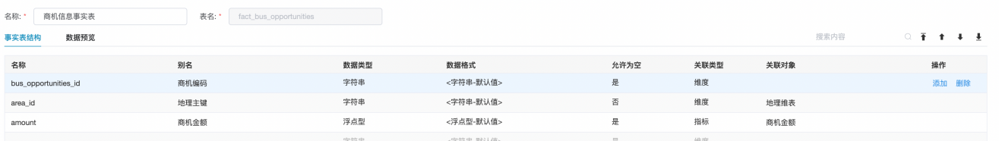 名称: * 商机信息事实表 表名: * fact_bus_opportunities
事实表结构 数据预览 搜索内容
名称 别名 数据类型 数据格式 允许为空 关联类型 关联对象 操作
bus_opportunities_id 商机编码 字符串 <字符串-默认值> 是 维度 添加 删除
area_id 地理主键 字符串 <字符串-默认值> 否 维度 地理维表
amount 商机金额 浮点型 <浮点型-默认值> 是 指标 商机金额
字符串 <字符串-默认值> 是 维度